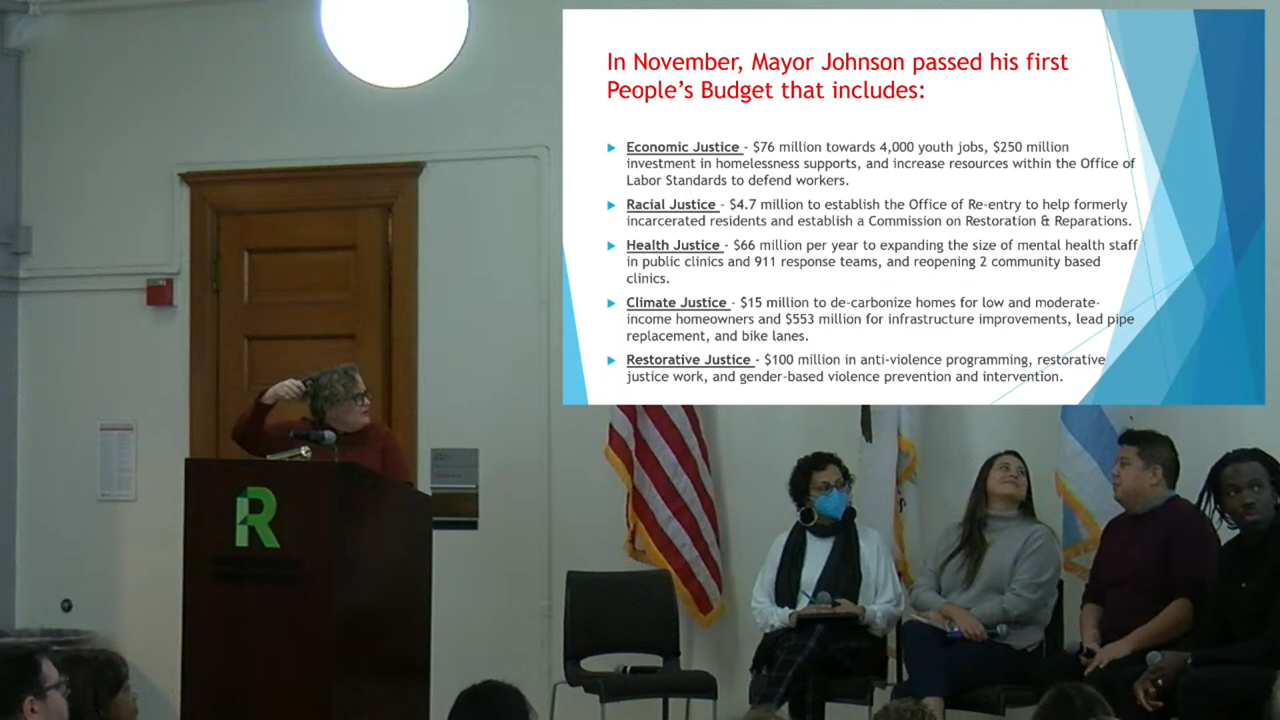 In November, Mayor Johnson passed his first
People's Budget that includes:
Economic Justice - $76 million towards 4,000 youth jobs, $250 million
investment in homelessness supports, and increase resources within the Office of
Labor Standards to defend workers.
Racial Justice - $4.7 million to establish the Office of Re-entry to help formerly
incarcerated residents and establish a Commission on Restoration & Reparations.
Health Justice - $66 million per year to expanding the size of mental health staff
in public clinics and 911 response teams, and reopening 2 community based
clinics.
Climate Justice - $15 million to de-carbonize homes for low and moderate-
income homeowners and $553 million for infrastructure improvements, lead pipe
replacement, and bike lanes.
Restorative Justice - $100 million in anti-violence programming, restorative
justice work, and gender-based violence prevention and intervention.
R